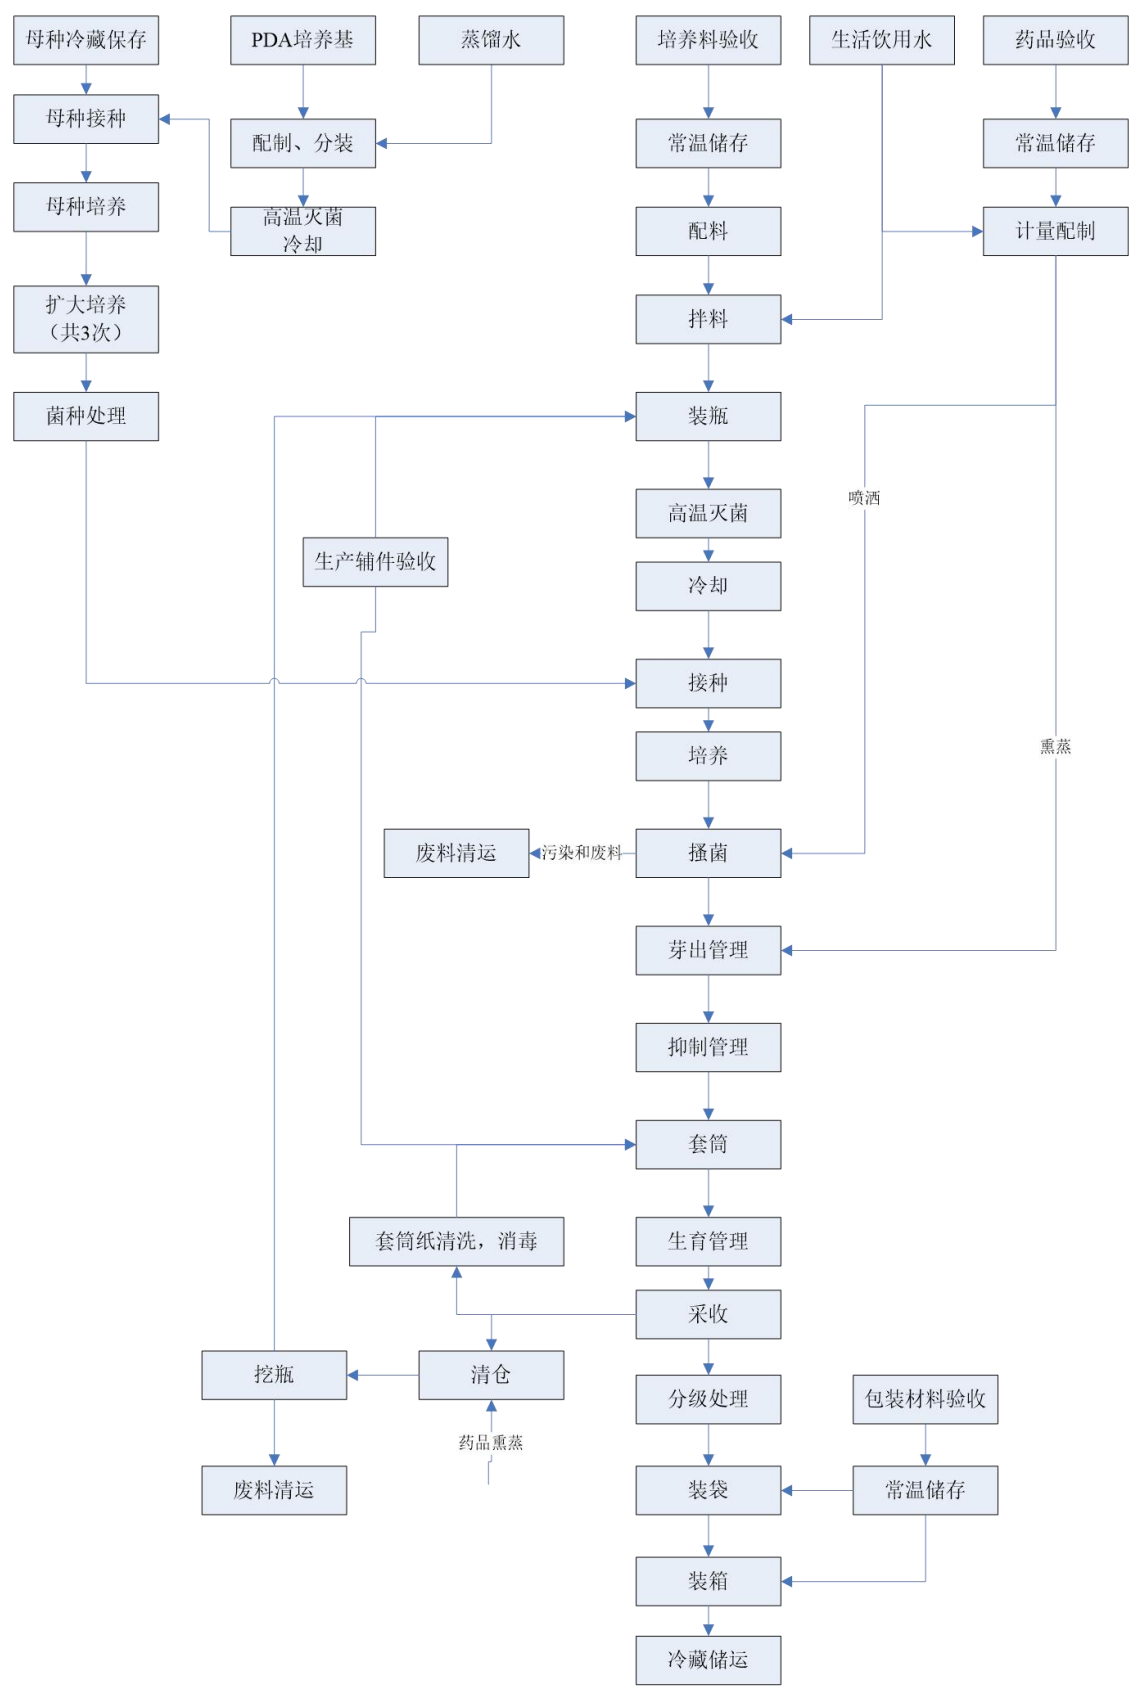 母种冷藏保存
PDA培养基
蒸馏水
培养料验收
生活饮用水
药品验收
母种接种
配制、分装
常温储存
常温储存
母种培养
高温灭菌
冷却
配料
计量配制
扩大培养
（共3次）
拌料
菌种处理
装瓶
喷洒
高温灭菌
生产辅件验收
冷却
接种
培养
熏蒸
废料清运
污染和废料
搔菌
芽出管理
抑制管理
套筒
套筒纸清洗，消毒
生育管理
采收
挖瓶
清仓
分级处理
包装材料验收
药品熏蒸
废料清运
装袋
常温储存
装箱
冷藏储运